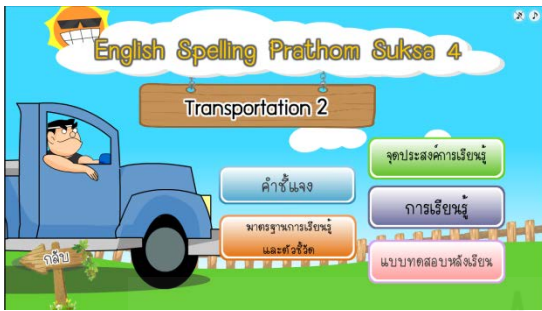 English Spelling Prathom Suksa 4
Transportation 2
จุดประสงค์การเรียนรู้
คำชี้แจง
การเรียนรู้
มาตรฐานการเรียนรู้
และตัวชี้วัด
กลับ
แบบทดสอบหลังเรียน